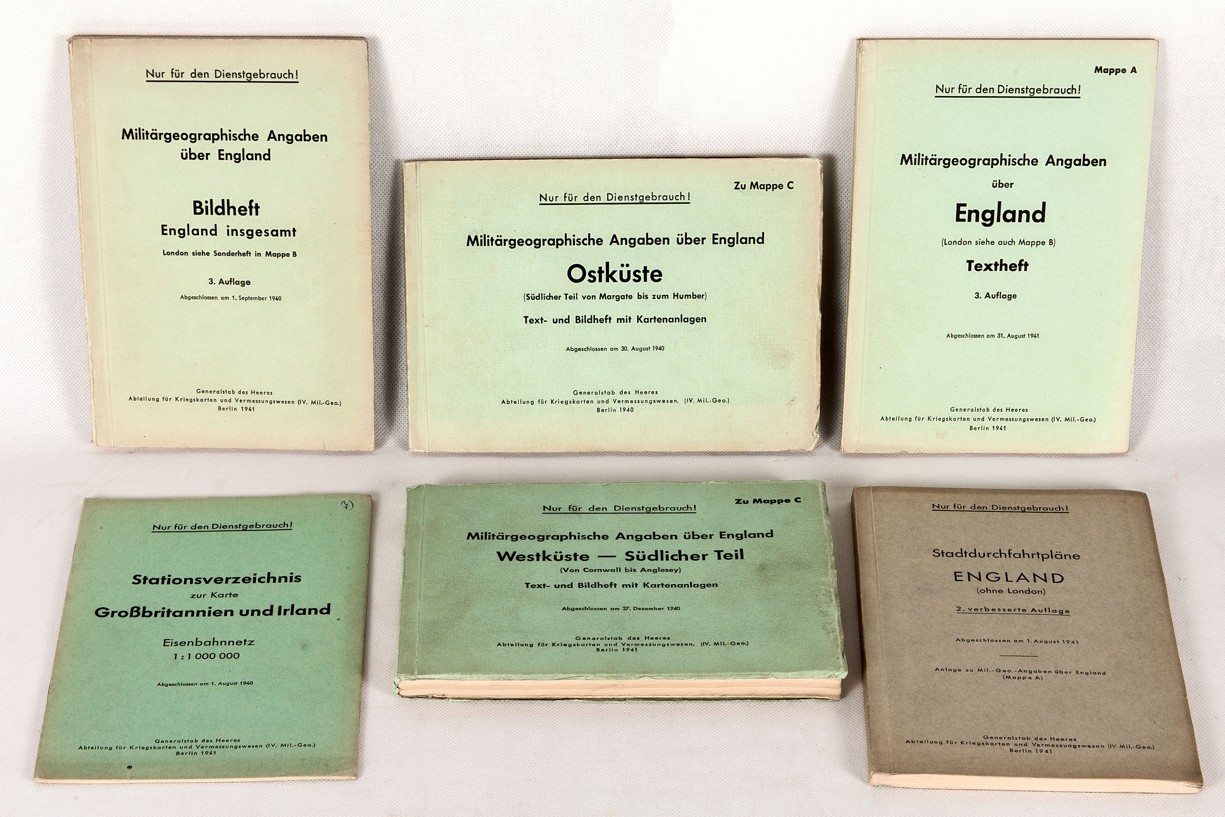 Nur für den Dienstgebrauch!
Militärgeographische Angaben
über England
Bildheft
England insgesamt
London siehe Sonderheft in Mappe B
3. Auflage
Abgeschlossen am 1. September 1940
Generalstab des Heeres
Abteilung für Kriegskarten und Vermessungswesen (IV. Mil.-Geo.)
Berlin 1941
Zu Mappe C
Nur für den Dienstgebrauch!
Militärgeographische Angaben über England
Ostküste
(Südlicher Teil von Margate bis zum Humber)
Text- und Bildheft mit Kartenanlagen
Abgeschlossen am 30. August 1940
Generalstab des Heeres
Abteilung für Kriegskarten und Vermessungswesen. (IV. Mil.-Geo.)
Berlin 1940
Mappe A
Nur für den Dienstgebrauch!
Militärgeographische Angaben
über
England
(London siehe auch Mappe B)
Textheft
3. Auflage
Abgeschlossen am 31. August 1941
Generalstab des Heeres
Abteilung für Kriegskarten und Vermessungswesen (IV. Mil.-Geo.)
Berlin 1941
7)
Nur für den Dienstgebrauch!
Stationsverzeichnis
zur Karte
Großbritannien und Irland
Eisenbahnnetz
1 : 1 000 000
Abgeschlossen am 1. August 1940
Generalstab des Heeres
Abteilung für Kriegskarten und Vermessungswesen (IV. Mil.-Geo.)
Berlin 1941
Zu Mappe C
Nur für den Dienstgebrauch!
Militärgeographische Angaben über England
Westküste — Südlicher Teil
(Von Cornwall bis Anglesey)
Text- und Bildheft mit Kartenanlagen
Abgeschlossen am 27. Dezember 1940
Generalstab des Heeres
Abteilung für Kriegskarten und Vermessungswesen. (IV. Mil.-Geo.)
Berlin 1941
Nur für den Dienstgebrauch!
Stadtdurchfahrtpläne
ENGLAND
(ohne London)
2. verbesserte Auflage
Abgeschlossen am 1. August 1941
Anlage zu Mil.-Geo.-Angaben über England
(Mappe A)
Generalstab des Heeres
Abteilung für Kriegskarten und Vermessungswesen (IV. Mil.-Geo.)
Berlin 1941